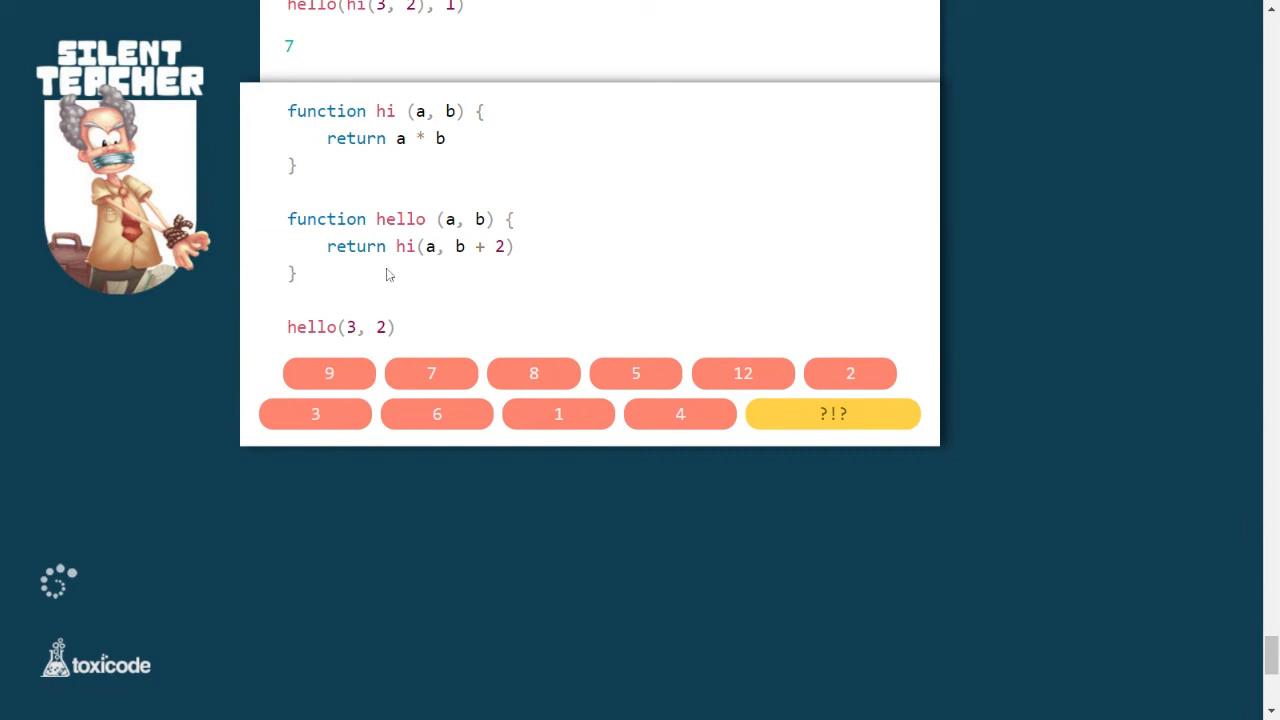 hello(hi(3, 2), 1)
7
SILENT
TEACHER
function hi (a, b) {
    return a * b
}
function hello (a, b) {
    return hi(a, b + 2)
}
hello(3, 2)
9 7 8 5 12 2
3 6 1 4 ?!?
toxicode